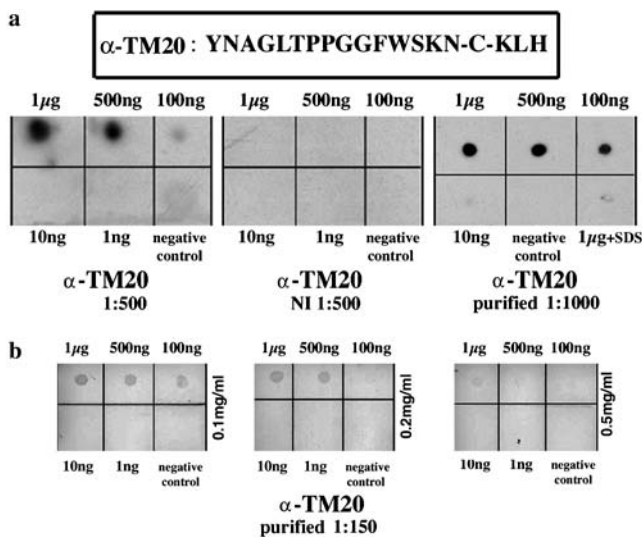 a
α-TM20 : YNAGLTPPGGFWSKN-C-KLH
1μg 500ng 100ng
10ng 1ng negative control
α-TM20
1:500
1μg 500ng 100ng
10ng 1ng negative control
α-TM20
NI 1:500
1μg 500ng 100ng
10ng negative control 1μg+SDS
α-TM20
purified 1:1000
b
1μg 500ng 100ng
0.1mg/ml
10ng 1ng negative control
1μg 500ng 100ng
0.2mg/ml
10ng 1ng negative control
1μg 500ng 100ng
0.5mg/ml
10ng 1ng negative control
α-TM20
purified 1:150